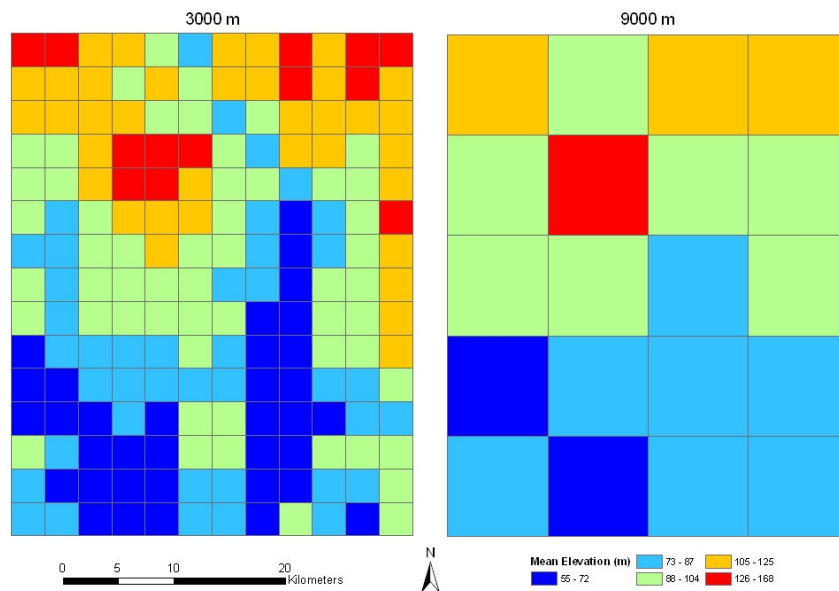 3000 m
9000 m
0 5 10 20
Kilometers
N
Mean Elevation (m)
55 - 72
73 - 87
88 - 104
105 - 125
126 - 168